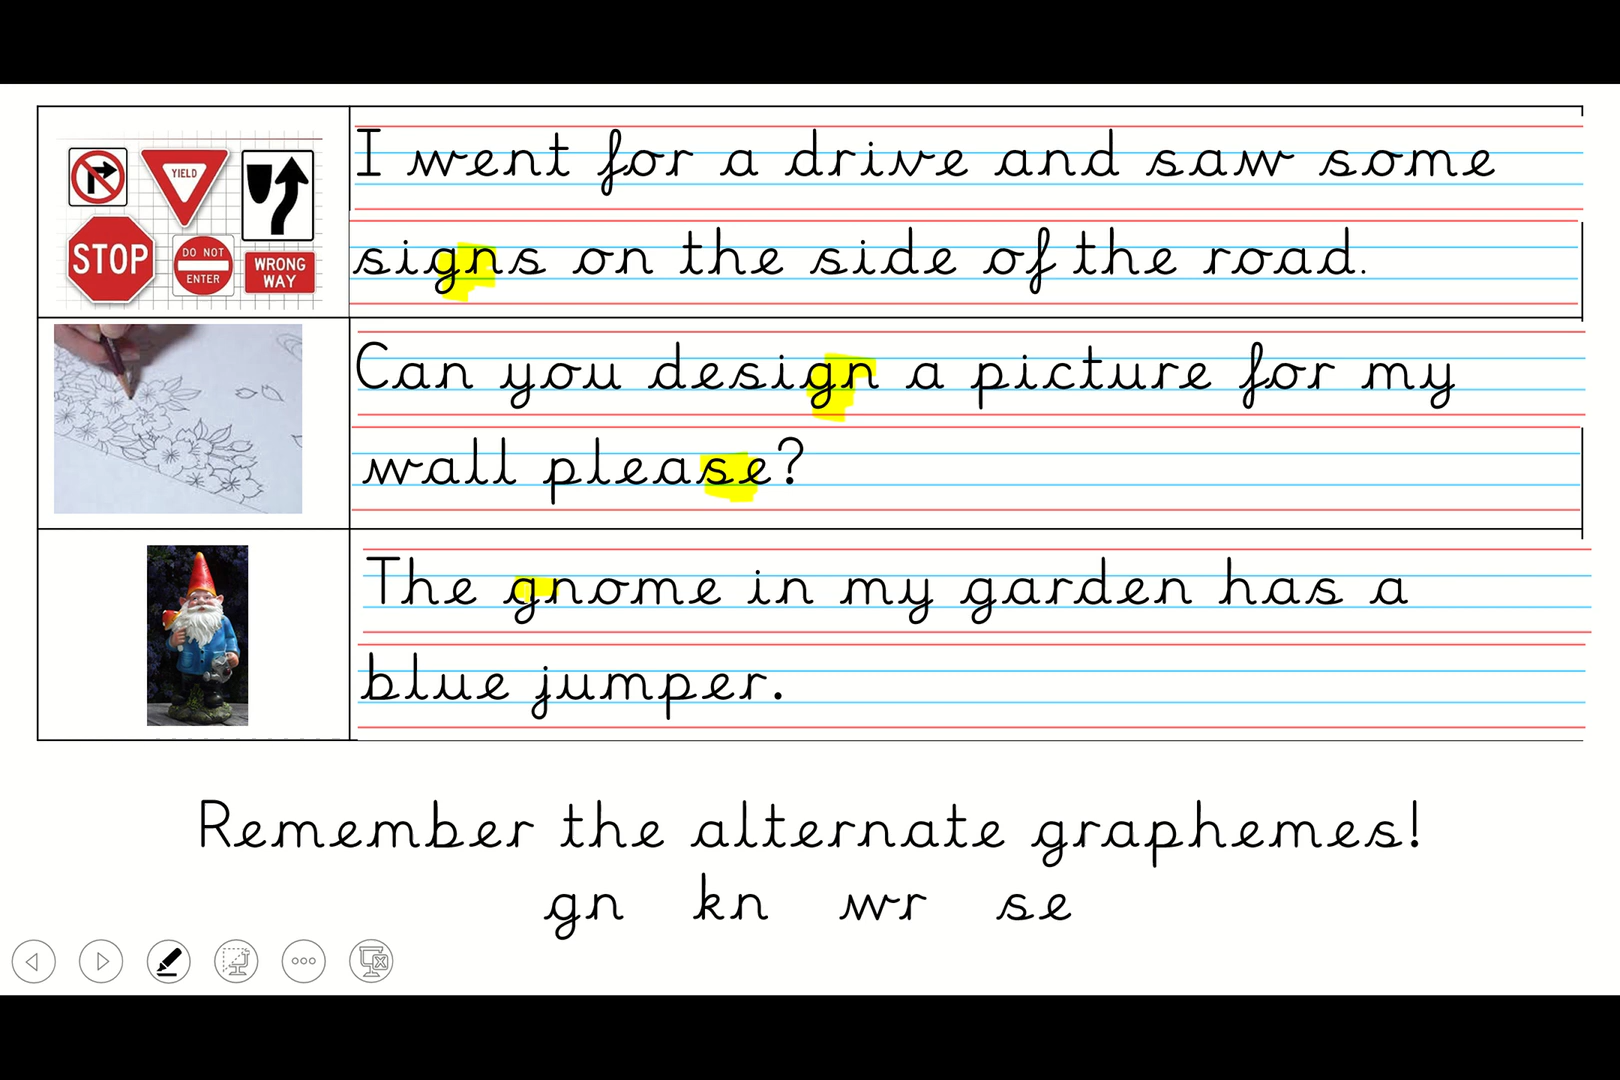 I went for a drive and saw some
signs on the side of the road.
Can you design a picture for my
wall please?
The gnome in my garden has a
blue jumper.
Remember the alternate graphemes!
gn kn wr se
YIELD
STOP
DO NOT
ENTER
WRONG
WAY